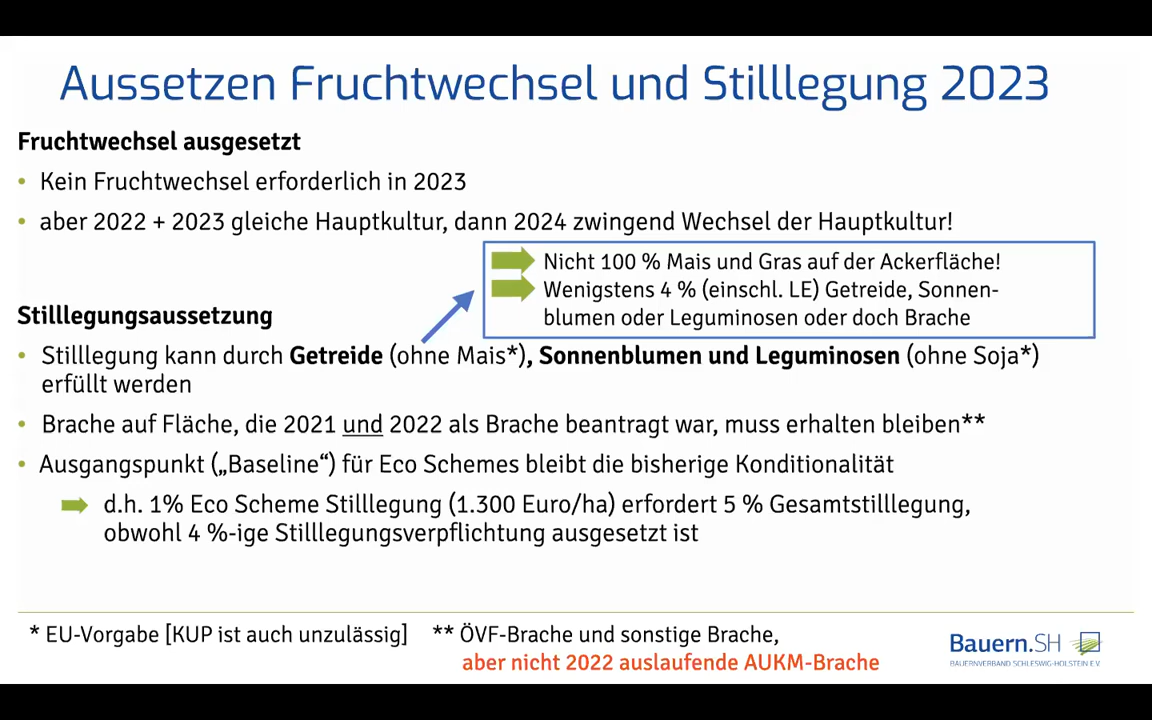 Aussetzen Fruchtwechsel und Stilllegung 2023
Fruchtwechsel ausgesetzt
• Kein Fruchtwechsel erforderlich in 2023
• aber 2022 + 2023 gleiche Hauptkultur, dann 2024 zwingend Wechsel der Hauptkultur!
Nicht 100 % Mais und Gras auf der Ackerfläche!
Wenigstens 4 % (einschl. LE) Getreide, Sonnen-
blumen oder Leguminosen oder doch Brache
Stilllegungsaussetzung
• Stilllegung kann durch Getreide (ohne Mais*), Sonnenblumen und Leguminosen (ohne Soja*)
erfüllt werden
• Brache auf Fläche, die 2021 und 2022 als Brache beantragt war, muss erhalten bleiben**
• Ausgangspunkt („Baseline“) für Eco Schemes bleibt die bisherige Konditionalität
d.h. 1% Eco Scheme Stilllegung (1.300 Euro/ha) erfordert 5 % Gesamtstilllegung,
obwohl 4 %-ige Stilllegungsverpflichtung ausgesetzt ist
* EU-Vorgabe [KUP ist auch unzulässig]
** ÖVF-Brache und sonstige Brache,
aber nicht 2022 auslaufende AUKM-Brache
Bauern.SH
BAUERNVERBAND SCHLESWIG-HOLSTEIN E.V.